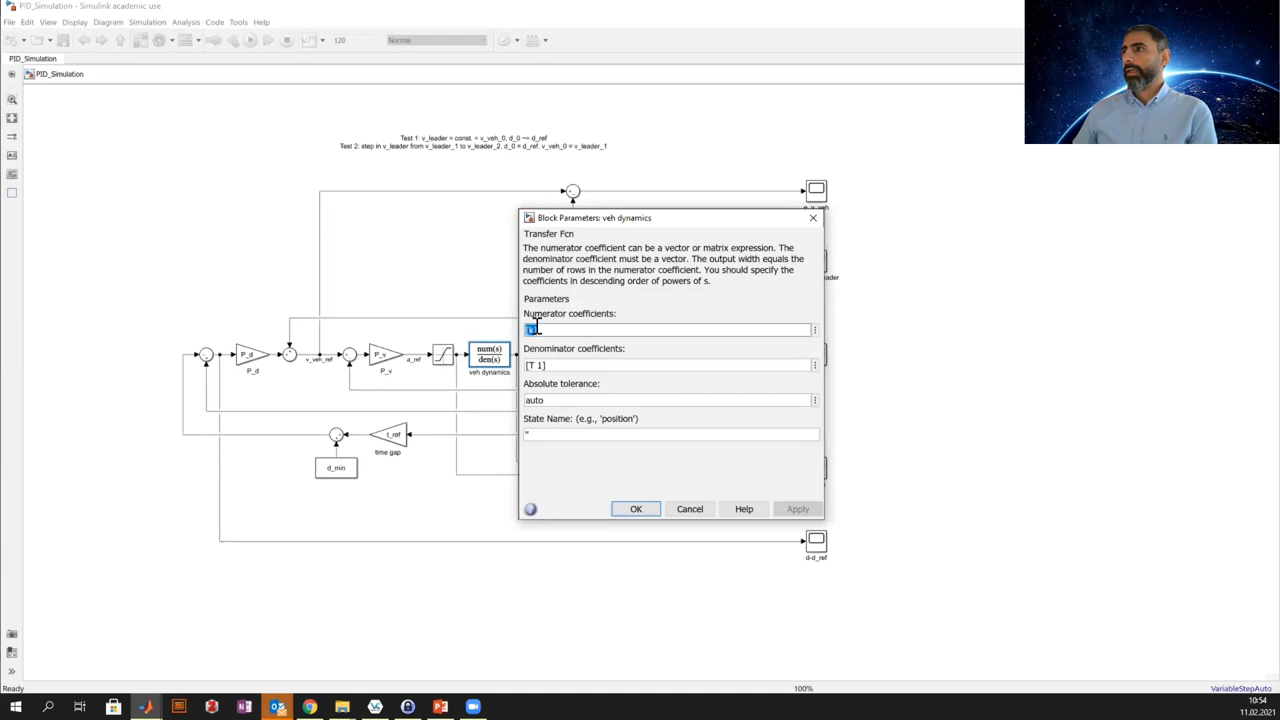 PID_Simulation - Simulink academic use
File Edit View Display Diagram Simulation Analysis Code Tools Help
120
Normal
PID_Simulation
PID_Simulation
Test 1: v_leader = const. = v_veh_0, d_0 ~= d_ref
Test 2: step in v_leader from v_leader_1 to v_leader_2. d_0 = d_ref. v_veh_0 = v_leader_1
Block Parameters: veh dynamics
Transfer Fcn
The numerator coefficient can be a vector or matrix expression. The
denominator coefficient must be a vector. The output width equals the
number of rows in the numerator coefficient. You should specify the
coefficients in descending order of powers of s.
Parameters
Numerator coefficients:
Denominator coefficients:
[T 1]
Absolute tolerance:
auto
State Name: (e.g., 'position')
''
OK Cancel Help Apply
P_d
P_d
v_veh_ref
P_v
P_v
a_ref
num(s)
den(s)
veh dynamics
t_ref
time gap
d_min
d-d_ref
Ready
100%
VariableStepAuto
10:54
11.02.2021